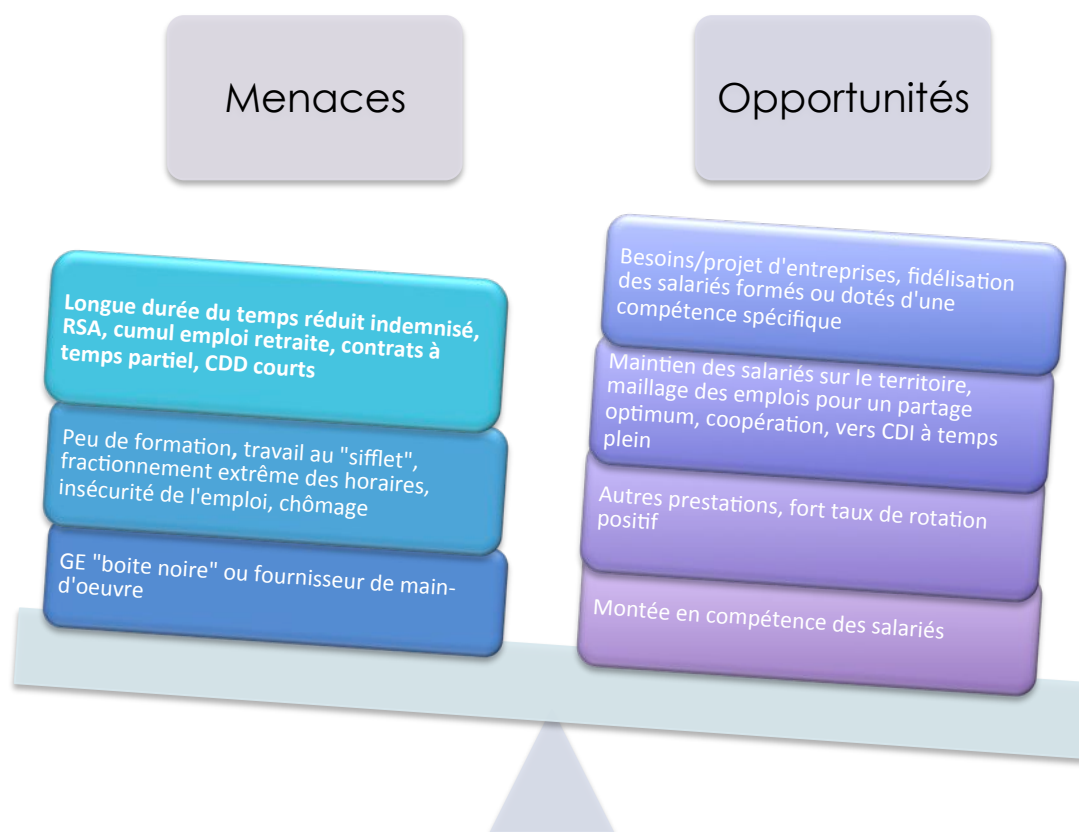 Menaces
Longue durée du temps réduit indemnisé,
RSA, cumul emploi retraite, contrats à
temps partiel, CDD courts
Peu de formation, travail au "sifflet",
fractionnement extrême des horaires,
insécurité de l'emploi, chômage
GE "boite noire" ou fournisseur de main-
d'oeuvre
Opportunités
Besoins/projet d'entreprises, fidélisation
des salariés formés ou dotés d'une
compétence spécifique
Maintien des salariés sur le territoire,
maillage des emplois pour un partage
optimum, coopération, vers CDI à temps
plein
Autres prestations, fort taux de rotation
positif
Montée en compétence des salariés